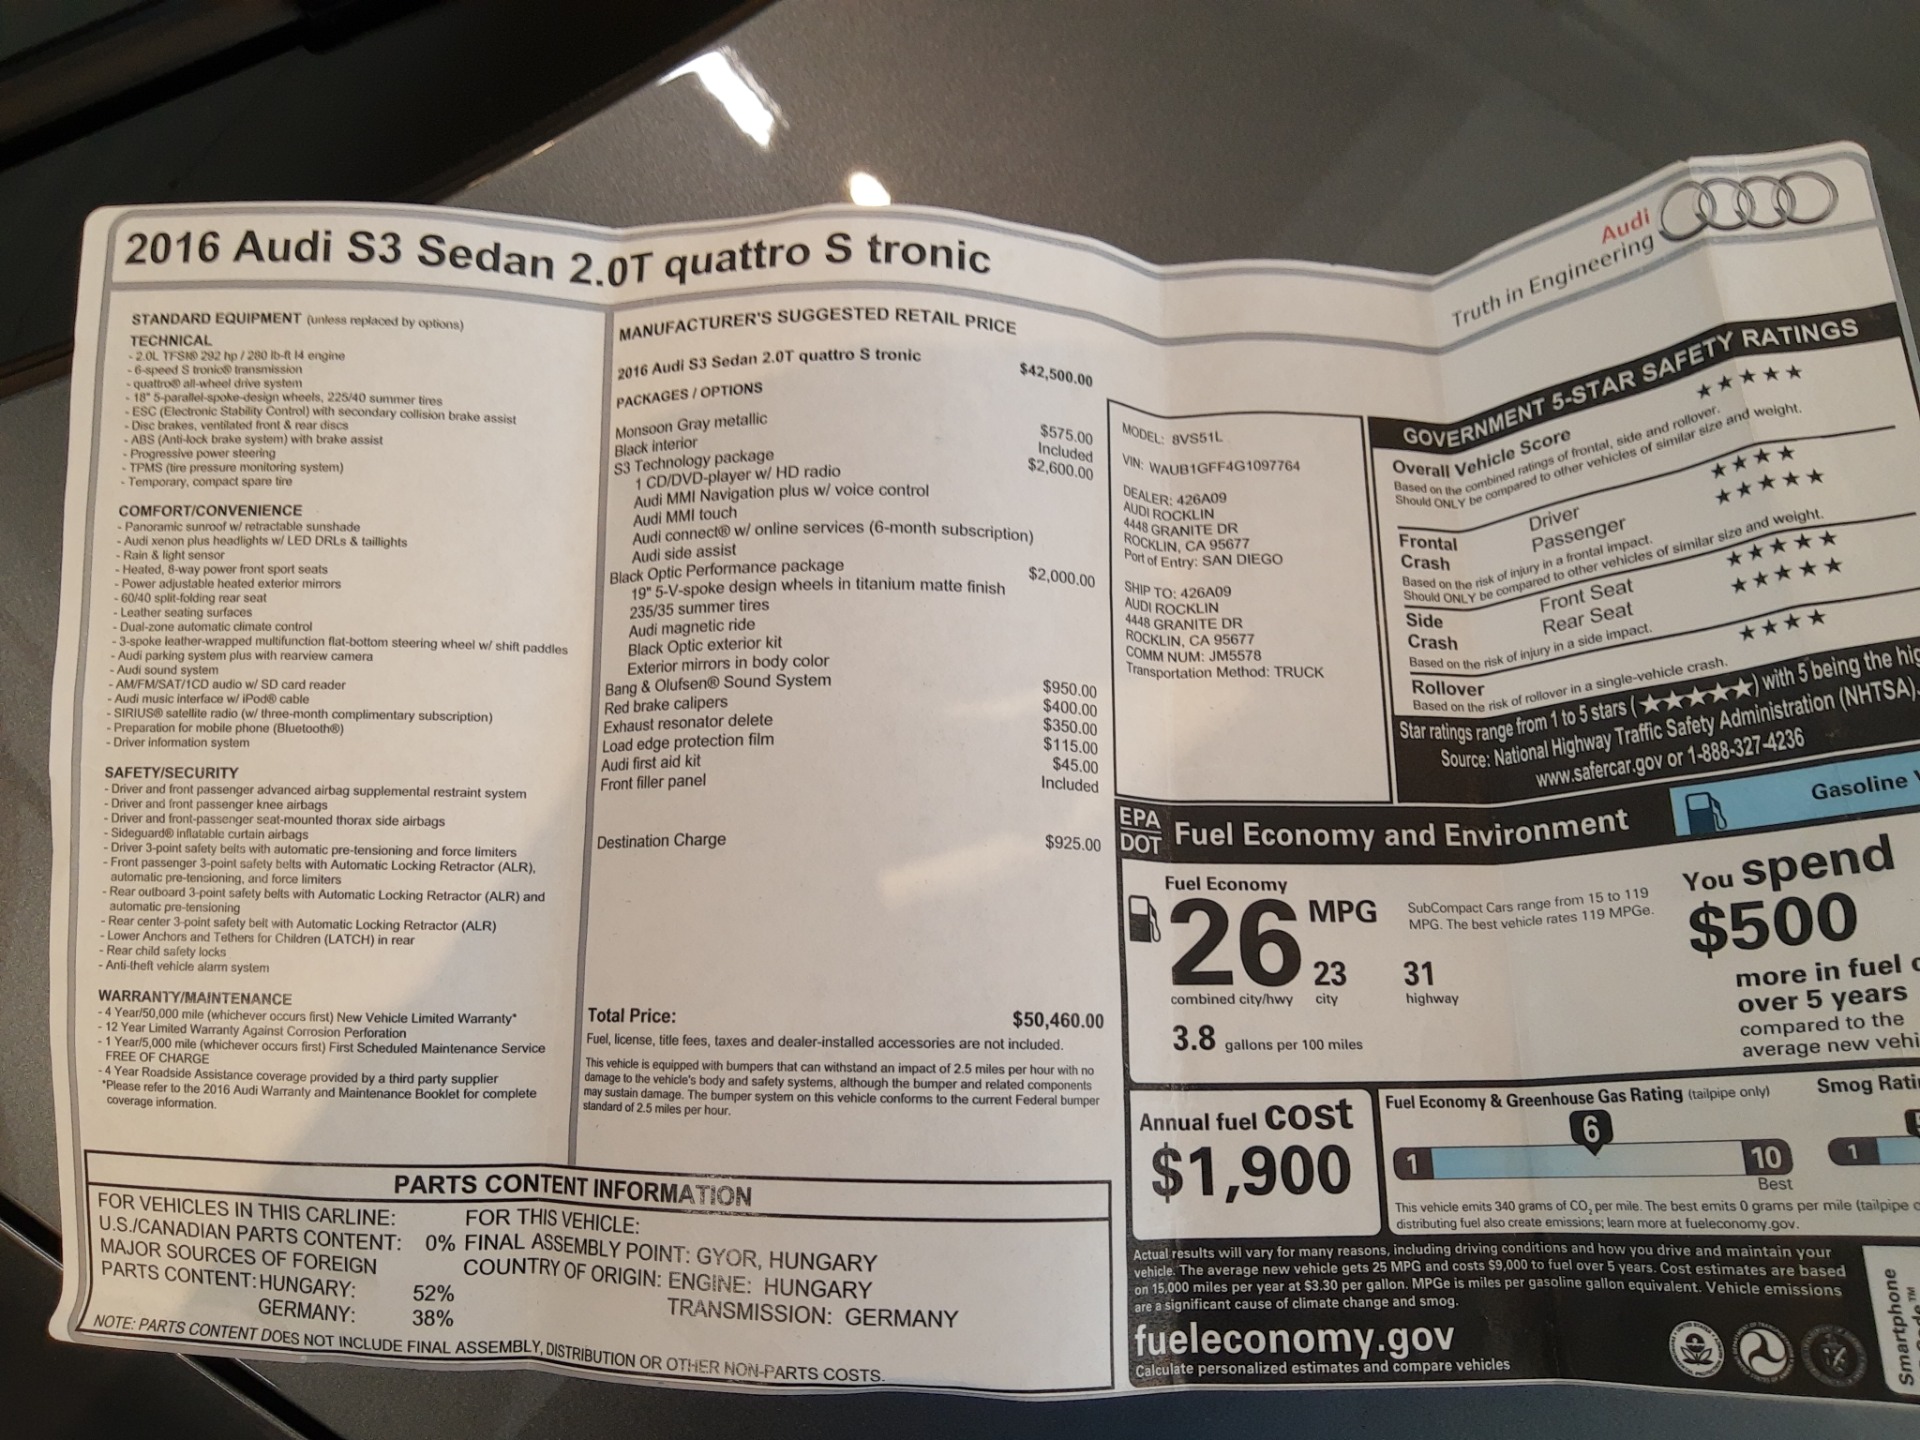 2016 Audi S3 Sedan 2.0T quattro S tronic
Audi
Truth in Engineering
STANDARD EQUIPMENT (unless replaced by options)
TECHNICAL
- 2.0L TFSI® 292 hp / 280 lb-ft I4 engine
- 6-speed S tronic® transmission
- quattro® all-wheel drive system
- 18" 5-parallel-spoke-design wheels, 225/40 summer tires
- ESC (Electronic Stability Control) with secondary collision brake assist
- Disc brakes, ventilated front & rear discs
- ABS (Anti-lock brake system) with brake assist
- Progressive power steering
- TPMS (tire pressure monitoring system)
- Temporary, compact spare tire
COMFORT/CONVENIENCE
- Panoramic sunroof w/ retractable sunshade
- Audi xenon plus headlights w/ LED DRLs & taillights
- Rain & light sensor
- Heated, 8-way power front sport seats
- Power adjustable heated exterior mirrors
- 60/40 split-folding rear seat
- Leather seating surfaces
- Dual-zone automatic climate control
- 3-spoke leather-wrapped multifunction flat-bottom steering wheel w/ shift paddles
- Audi parking system plus with rearview camera
- Audi sound system
- AM/FM/SAT/1CD audio w/ SD card reader
- Audi music interface w/ iPod® cable
- SIRIUS® satellite radio (w/ three-month complimentary subscription)
- Preparation for mobile phone (Bluetooth®)
- Driver information system
SAFETY/SECURITY
- Driver and front passenger advanced airbag supplemental restraint system
- Driver and front passenger knee airbags
- Driver and front-passenger seat-mounted thorax side airbags
- Sideguard® inflatable curtain airbags
- Driver 3-point safety belts with automatic pre-tensioning and force limiters
- Front passenger 3-point safety belts with Automatic Locking Retractor (ALR),
automatic pre-tensioning, and force limiters
- Rear outboard 3-point safety belts with Automatic Locking Retractor (ALR) and
automatic pre-tensioning
- Rear center 3-point safety belt with Automatic Locking Retractor (ALR)
- Lower Anchors and Tethers for Children (LATCH) in rear
- Rear child safety locks
- Anti-theft vehicle alarm system
WARRANTY/MAINTENANCE
- 4 Year/50,000 mile (whichever occurs first) New Vehicle Limited Warranty*
- 12 Year Limited Warranty Against Corrosion Perforation
- 1 Year/5,000 mile (whichever occurs first) First Scheduled Maintenance Service
FREE OF CHARGE
- 4 Year Roadside Assistance coverage provided by a third party supplier
*Please refer to the 2016 Audi Warranty and Maintenance Booklet for complete
coverage information.
MANUFACTURER'S SUGGESTED RETAIL PRICE
2016 Audi S3 Sedan 2.0T quattro S tronic $42,500.00
PACKAGES / OPTIONS
Monsoon Gray metallic $575.00
Black interior Included
S3 Technology package $2,600.00
1 CD/DVD-player w/ HD radio
Audi MMI Navigation plus w/ voice control
Audi MMI touch
Audi connect® w/ online services (6-month subscription)
Audi side assist
Black Optic Performance package $2,000.00
19" 5-V-spoke design wheels in titanium matte finish
235/35 summer tires
Audi magnetic ride
Black Optic exterior kit
Exterior mirrors in body color
Bang & Olufsen® Sound System $950.00
Red brake calipers $400.00
Exhaust resonator delete $350.00
Load edge protection film $115.00
Audi first aid kit $45.00
Front filler panel Included
Destination Charge $925.00
Total Price: $50,460.00
Fuel, license, title fees, taxes and dealer-installed accessories are not included.
This vehicle is equipped with bumpers that can withstand an impact of 2.5 miles per hour with no
damage to the vehicle's body and safety systems, although the bumper and related components
may sustain damage. The bumper system on this vehicle conforms to the current Federal bumper
standard of 2.5 miles per hour.
MODEL: 8VS51L
VIN: WAUB1GFF4G1097764
DEALER: 426A09
AUDI ROCKLIN
4448 GRANITE DR
ROCKLIN, CA 95677
Port of Entry: SAN DIEGO
SHIP TO: 426A09
AUDI ROCKLIN
4448 GRANITE DR
ROCKLIN, CA 95677
COMM NUM: JM5578
Transportation Method: TRUCK
GOVERNMENT 5-STAR SAFETY RATINGS
Overall Vehicle Score ★★★★★
Based on the combined ratings of frontal, side and rollover.
Should ONLY be compared to other vehicles of similar size and weight.
Frontal Crash
Driver ★★★★
Passenger ★★★★★
Based on the risk of injury in a frontal impact.
Should ONLY be compared to other vehicles of similar size and weight.
Side Crash
Front Seat ★★★★★
Rear Seat ★★★★★
Based on the risk of injury in a side impact.
Rollover ★★★★
Based on the risk of rollover in a single-vehicle crash.
Star ratings range from 1 to 5 stars (★★★★★) with 5 being the
Source: National Highway Traffic Safety Administration (NHTSA).
www.safercar.gov or 1-888-327-4236
EPA
DOT
Fuel Economy and Environment
Gasoline
Fuel Economy
26 MPG
combined city/hwy
23
city
31
highway
3.8 gallons per 100 miles
SubCompact Cars range from 15 to 119
MPG. The best vehicle rates 119 MPGe.
You spend
$500
more in fuel
over 5 years
compared to the
average new
Annual fuel cost
$1,900
Fuel Economy & Greenhouse Gas Rating (tailpipe only)
6
1
10
Best
Smog
1
This vehicle emits 340 grams of CO₂ per mile. The best emits 0 grams per mile (tailpipe
distributing fuel also create emissions; learn more at fueleconomy.gov.
Actual results will vary for many reasons, including driving conditions and how you drive and maintain your
vehicle. The average new vehicle gets 25 MPG and costs $9,000 to fuel over 5 years. Cost estimates are based
on 15,000 miles per year at $3.30 per gallon. MPGe is miles per gasoline gallon equivalent. Vehicle emissions
are a significant cause of climate change and smog.
fueleconomy.gov
Calculate personalized estimates and compare vehicles
Smartphone
PARTS CONTENT INFORMATION
FOR VEHICLES IN THIS CARLINE:
U.S./CANADIAN PARTS CONTENT: 0%
MAJOR SOURCES OF FOREIGN
PARTS CONTENT: HUNGARY: 52%
GERMANY: 38%
FOR THIS VEHICLE:
FINAL ASSEMBLY POINT: GYOR, HUNGARY
COUNTRY OF ORIGIN: ENGINE: HUNGARY
TRANSMISSION: GERMANY
NOTE: PARTS CONTENT DOES NOT INCLUDE FINAL ASSEMBLY, DISTRIBUTION OR OTHER NON-PARTS COSTS.